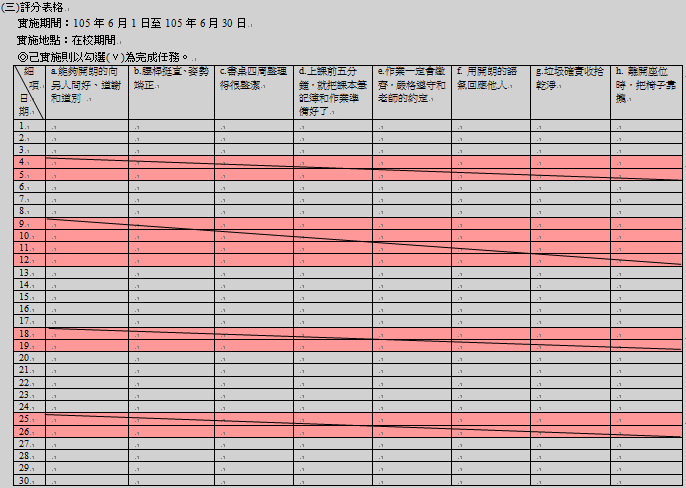 (三)評分表格
實施期間：105 年 6 月 1 日至 105 年 6 月 30 日
實施地點：在校期間
◎已實施則以勾選(ˇ)為完成任務。
細項
日期
a.能夠開朗的向
另人問好、道謝
和道別
b.腰桿挺直、姿勢
端正
c.書桌四周整理
得很整潔
d.上課前五分
鐘，就把課本筆
記簿和作業準
備好了
e.作業一定會繳
齊，嚴格遵守和
老師的約定
f. 用開朗的語
氣回應他人
g.垃圾確實收拾
乾淨
h. 離開座位
時，把椅子靠
攏
1.
2.
3.
4.
5.
6.
7.
8.
9.
10.
11.
12.
13.
14.
15.
16.
17.
18.
19.
20.
21.
22.
23.
24.
25.
26.
27.
28.
29.
30.